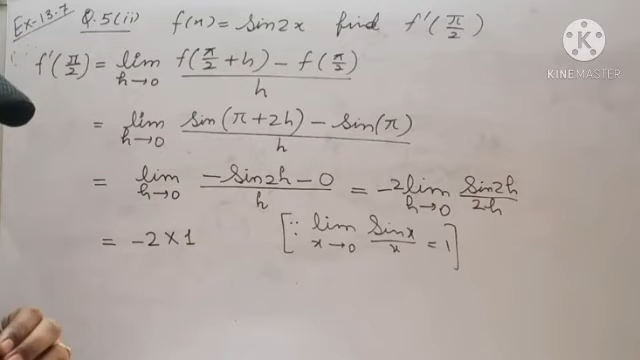 Ex-13.7 Q.5(ii) f(x) = sin2x find f'(π/2)
f'(π/2) = lim h→0 f(π/2 + h) - f(π/2) / h
= lim h→0 sin(π + 2h) - sin(π) / h
= lim h→0 -sin2h - 0 / h = -2 lim h→0 sin2h / 2h
= -2 × 1 [∵ lim x→0 sinx / x = 1]
K
KINEMASTER